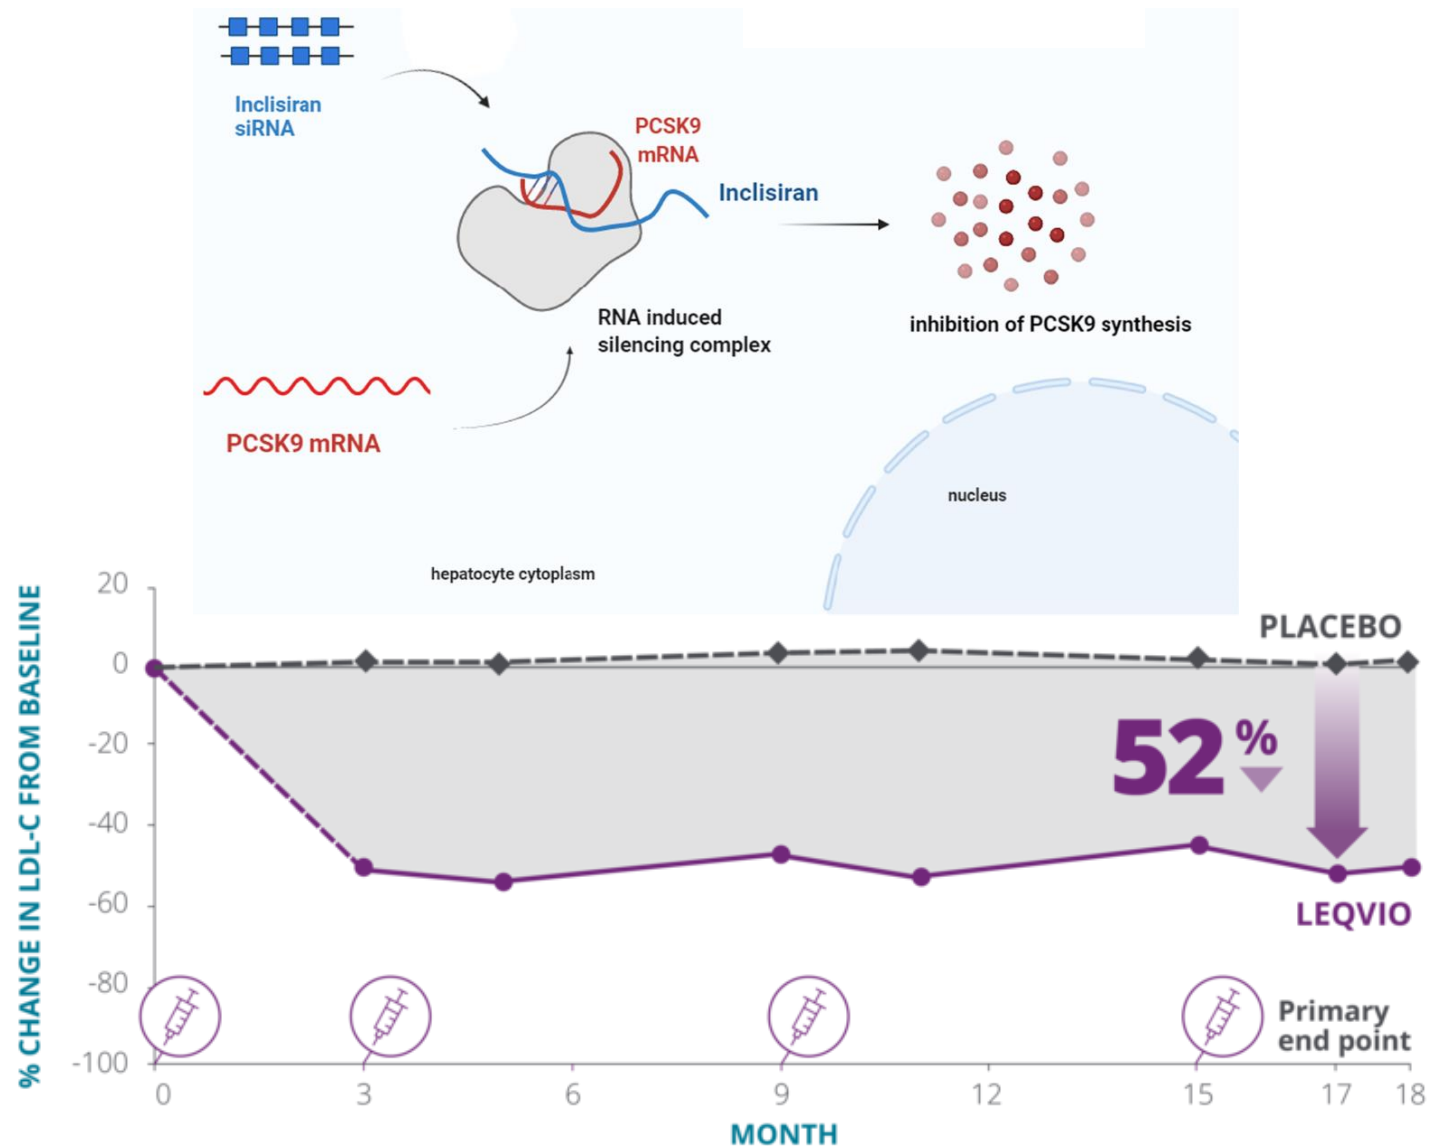 Inclisiran
siRNA
PCSK9
mRNA
Inclisiran
RNA induced
silencing complex
inhibition of PCSK9 synthesis
PCSK9 mRNA
nucleus
hepatocyte cytoplasm
% CHANGE IN LDL-C FROM BASELINE
20
0
-20
-40
-60
-80
-100
PLACEBO
52%
LEQVIO
Primary
end point
0 3 6 9 12 15 17 18
MONTH